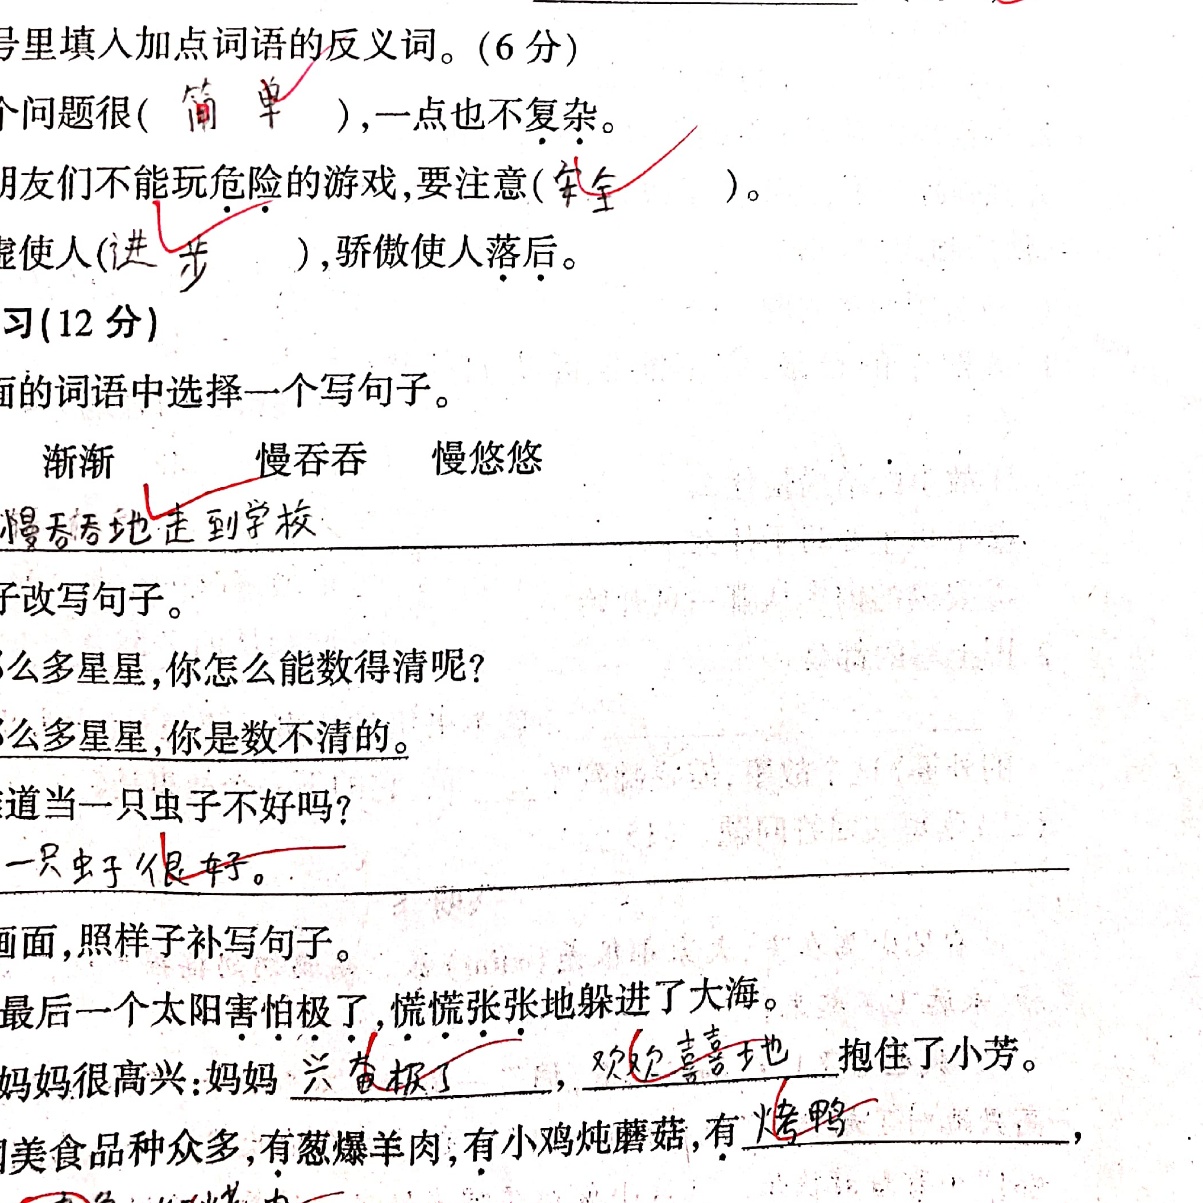 号里填入加点词语的反义词。(6分)
个问题很( 简单 ),一点也不复杂。
朋友们不能玩危险的游戏,要注意( 安全 )。
虚使人( 进步 ),骄傲使人落后。
习(12分)
面的词语中选择一个写句子。
渐渐 慢吞吞 慢悠悠
慢吞吞地走到学校
子改写句子。
那么多星星,你怎么能数得清呢?
那么多星星,你是数不清的。
难道当一只虫子不好吗?
一只虫子很好。
画面,照样子补写句子。
最后一个太阳害怕极了,慌慌张张地躲进了大海。
妈妈很高兴:妈妈 兴奋极了 , 欢欢喜喜地 抱住了小芳。
国美食品种众多,有葱爆羊肉,有小鸡炖蘑菇,有 烤鸭 ,